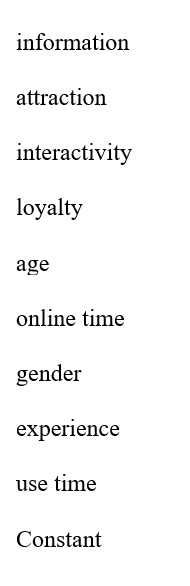 information
attraction
interactivity
loyalty
age
online time
gender
experience
use time
Constant